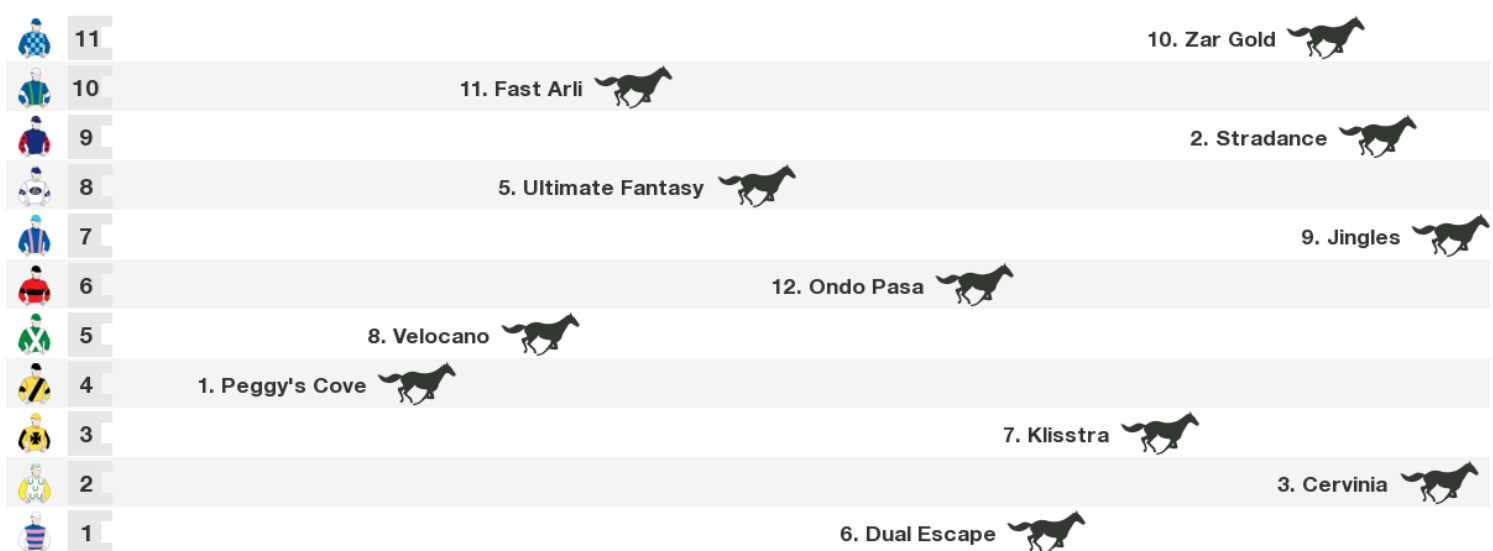 11 10. Zar Gold
10 11. Fast Arli
9 2. Stradance
8 5. Ultimate Fantasy
7 9. Jingles
6 12. Ondo Pasa
5 8. Velocano
4 1. Peggy's Cove
3 7. Klisstra
2 3. Cervinia
1 6. Dual Escape